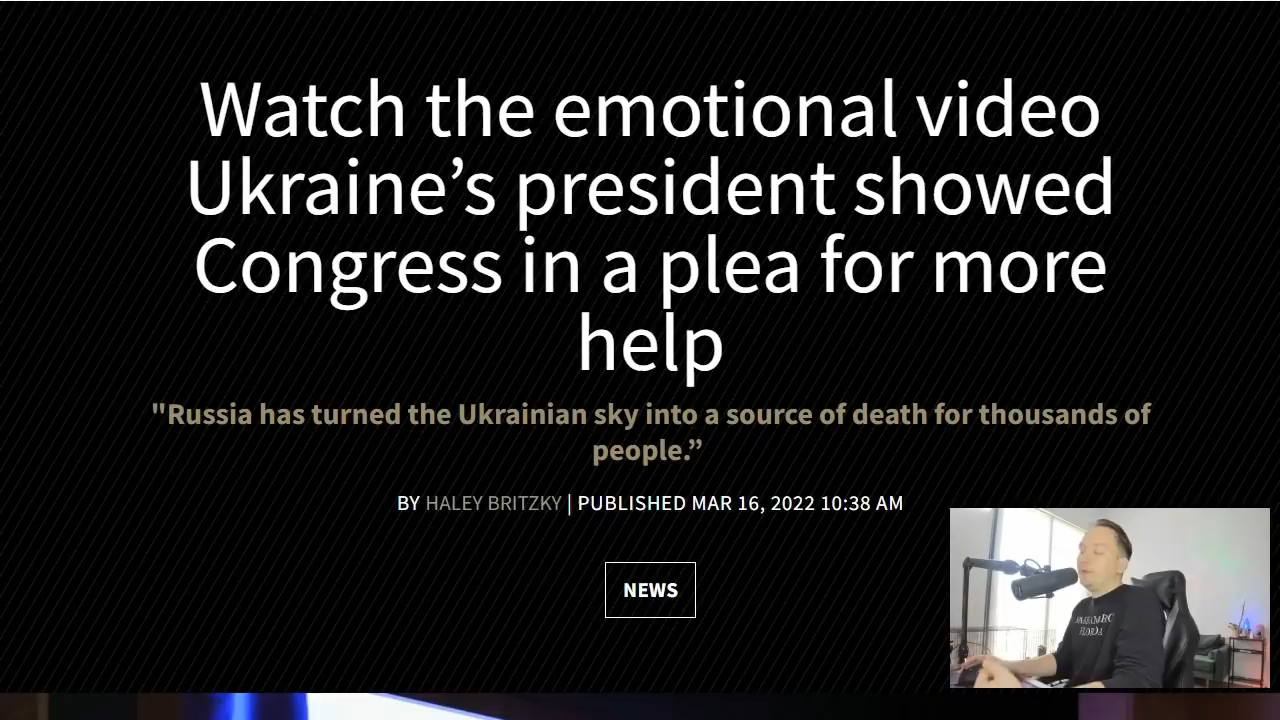 Watch the emotional video
Ukraine’s president showed
Congress in a plea for more
help
"Russia has turned the Ukrainian sky into a source of death for thousands of
people.”
BY HALEY BRITZKY | PUBLISHED MAR 16, 2022 10:38 AM
NEWS
FLORIDA